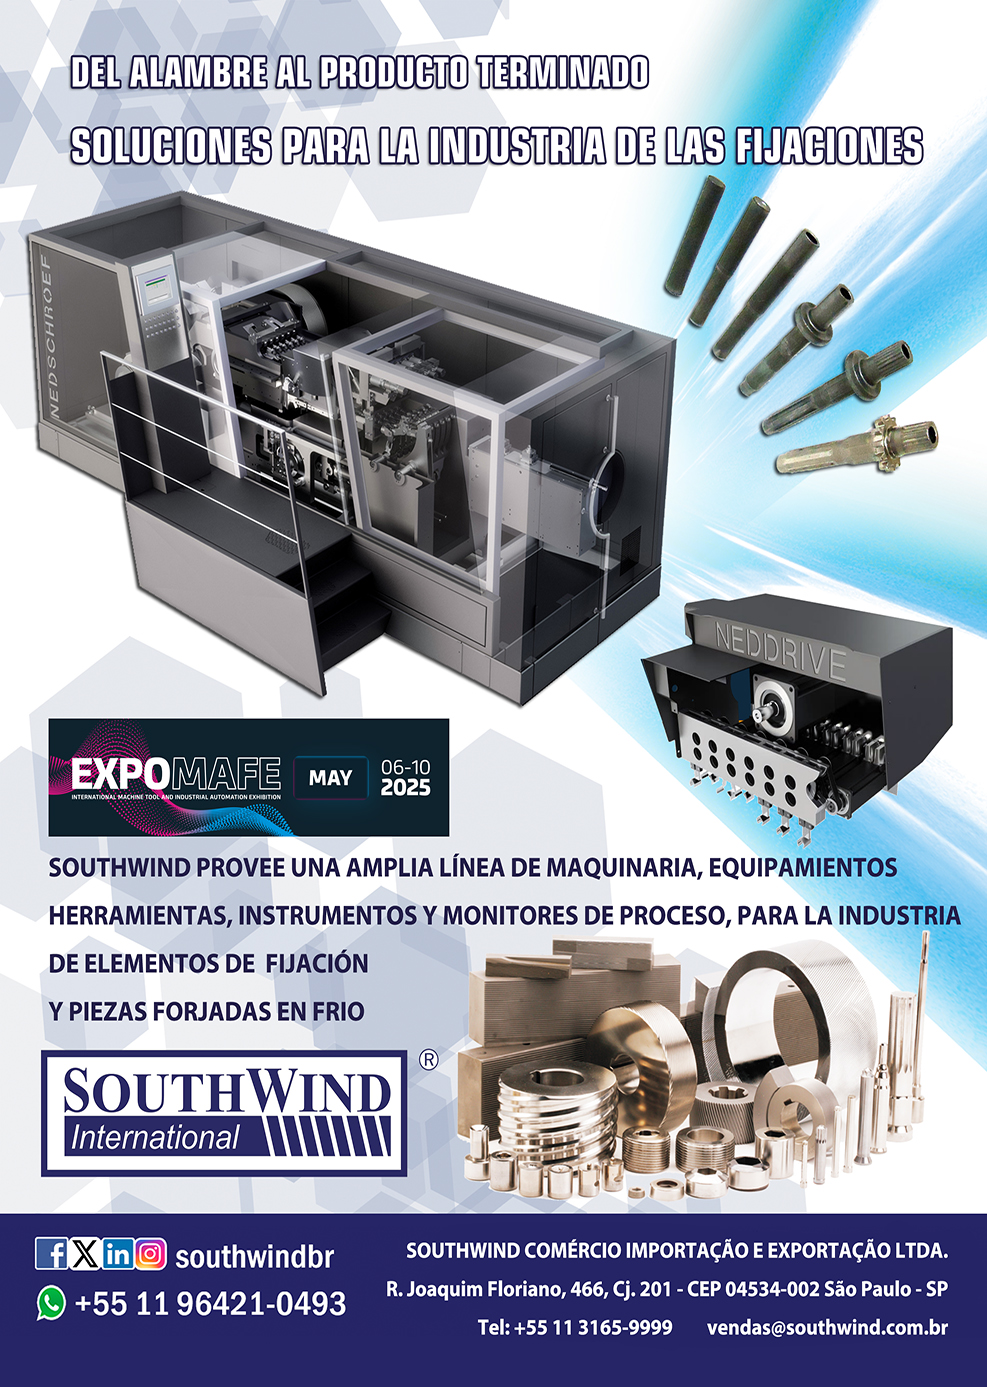 DEL ALAMBRE AL PRODUCTO TERMINADO
SOLUCIONES PARA LA INDUSTRIA DE LAS FIJACIONES
NEDSCHROEF
NEDDRIVE
EXPOMAFE
INTERNATIONAL MACHINE TOOL AND INDUSTRIAL AUTOMATION EXHIBITION
MAY
06-10
2025
SOUTHWIND PROVEE UNA AMPLIA LÍNEA DE MAQUINARIA, EQUIPAMIENTOS
HERRAMIENTAS, INSTRUMENTOS Y MONITORES DE PROCESO, PARA LA INDUSTRIA
DE ELEMENTOS DE FIJACIÓN
Y PIEZAS FORJADAS EN FRIO
SOUTHWIND
International
®
southwindbr
+55 11 96421-0493
SOUTHWIND COMÉRCIO IMPORTAÇÃO E EXPORTAÇÃO LTDA.
R. Joaquim Floriano, 466, Cj. 201 - CEP 04534-002 São Paulo - SP
Tel: +55 11 3165-9999 vendas@southwind.com.br